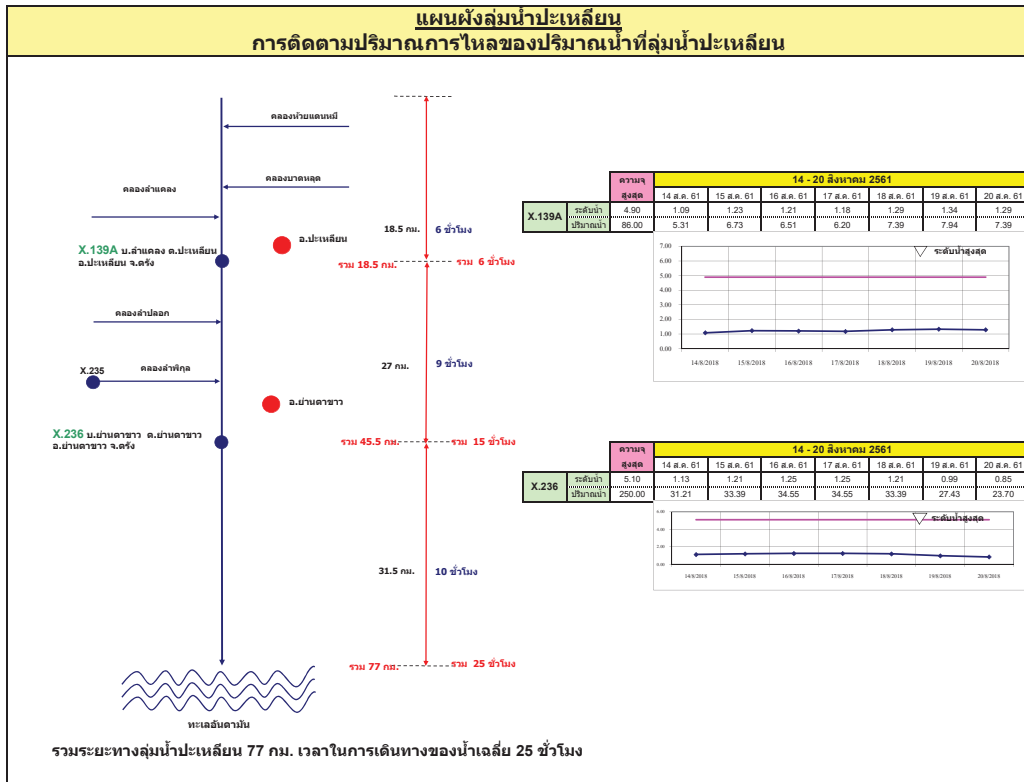 แผนผังลุ่มน้ำปะเหลียน
การติดตามปริมาณการไหลของปริมาณน้ำที่ลุ่มน้ำปะเหลียน
คลองห้วยแดนหมี
คลองบาตหลุด
คลองลำแคลง
18.5 กม.
6 ชั่วโมง
อ.ปะเหลียน
X.139A บ.ลำแคลง ต.ปะเหลียน
อ.ปะเหลียน จ.ตรัง
รวม 18.5 กม.
รวม 6 ชั่วโมง
คลองลำปลอก
27 กม.
9 ชั่วโมง
X.235
คลองลำพิกุล
อ.ย่านตาขาว
X.236 บ.ย่านตาขาว ต.ย่านตาขาว
อ.ย่านตาขาว จ.ตรัง
รวม 45.5 กม.
รวม 15 ชั่วโมง
31.5 กม.
10 ชั่วโมง
รวม 77 กม.
รวม 25 ชั่วโมง
ทะเลอันดามัน
รวมระยะทางลุ่มน้ำปะเหลียน 77 กม. เวลาในการเดินทางของน้ำเฉลี่ย 25 ชั่วโมง
ความจุ 14 - 20 สิงหาคม 2561
สูงสุด 14 ส.ค. 61 15 ส.ค. 61 16 ส.ค. 61 17 ส.ค. 61 18 ส.ค. 61 19 ส.ค. 61 20 ส.ค. 61
X.139A
ระดับน้ำ 4.90 1.09 1.23 1.21 1.18 1.29 1.34 1.29
ปริมาณน้ำ 86.00 5.31 6.73 6.51 6.20 7.39 7.94 7.39
ระดับน้ำสูงสุด
7.00
6.00
5.00
4.00
3.00
2.00
1.00
0.00
14/8/2018 15/8/2018 16/8/2018 17/8/2018 18/8/2018 19/8/2018 20/8/2018
ความจุ 14 - 20 สิงหาคม 2561
สูงสุด 14 ส.ค. 61 15 ส.ค. 61 16 ส.ค. 61 17 ส.ค. 61 18 ส.ค. 61 19 ส.ค. 61 20 ส.ค. 61
X.236
ระดับน้ำ 5.10 1.13 1.21 1.25 1.25 1.21 0.99 0.85
ปริมาณน้ำ 250.00 31.21 33.39 34.55 34.55 33.39 27.43 23.70
ระดับน้ำสูงสุด
6.00
4.00
2.00
0.00
14/8/2018 15/8/2018 16/8/2018 17/8/2018 18/8/2018 19/8/2018 20/8/2018